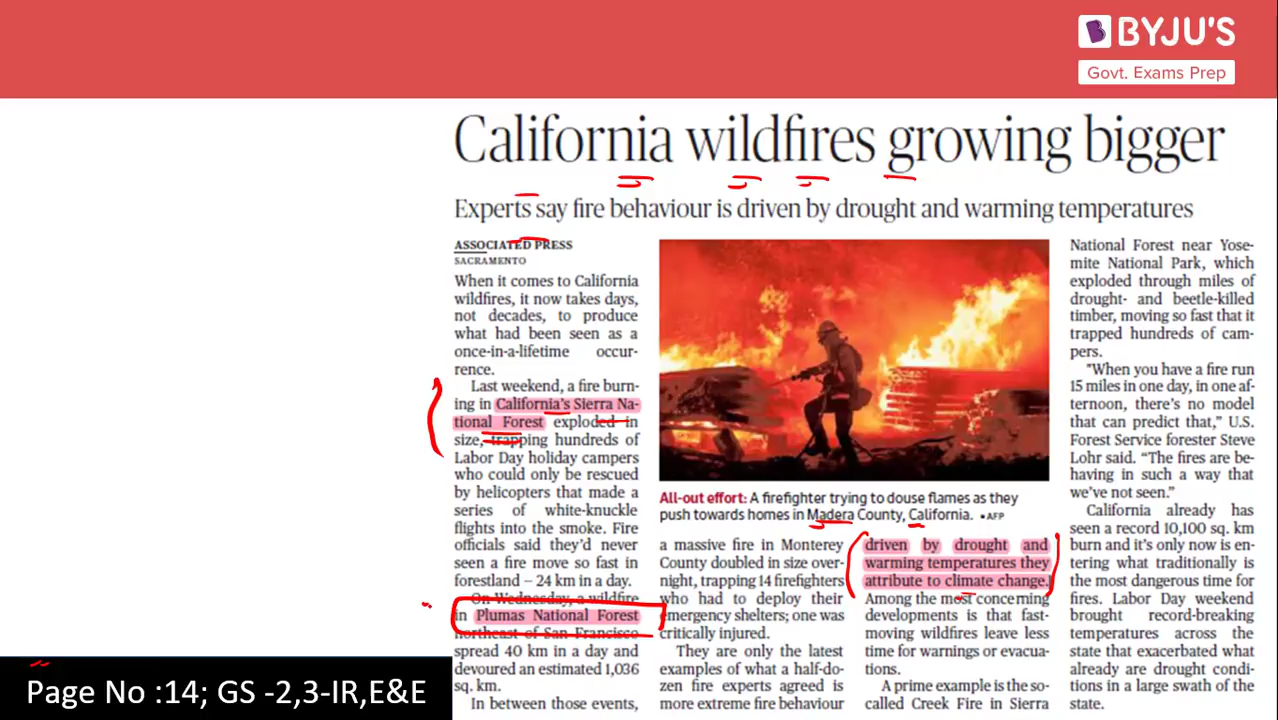 BYJU'S
Govt. Exams Prep
California wildfires growing bigger
Experts say fire behaviour is driven by drought and warming temperatures
ASSOCIATED PRESS
SACRAMENTO
When it comes to California
wildfires, it now takes days,
not decades, to produce
what had been seen as a
once-in-a-lifetime occur-
rence.
Last weekend, a fire burn-
ing in California's Sierra Na-
tional Forest exploded in
size, trapping hundreds of
Labor Day holiday campers
who could only be rescued
by helicopters that made a
series of white-knuckle
flights into the smoke. Fire
officials said they'd never
seen a fire move so fast in
forestland – 24 km in a day.
On Wednesday, a wildfire
in Plumas National Forest
northeast of San Francisco
spread 40 km in a day and
devoured an estimated 1,036
sq. km.
In between those events,
All-out effort: A firefighter trying to douse flames as they
push towards homes in Madera County, California. •AFP
a massive fire in Monterey
County doubled in size over-
night, trapping 14 firefighters
who had to deploy their
emergency shelters; one was
critically injured.
They are only the latest
examples of what a half-do-
zen fire experts agreed is
more extreme fire behaviour
driven by drought and
warming temperatures they
attribute to climate change.
Among the most concerning
developments is that fast-
moving wildfires leave less
time for warnings or evacua-
tions.
A prime example is the so-
called Creek Fire in Sierra
National Forest near Yose-
mite National Park, which
exploded through miles of
drought- and beetle-killed
timber, moving so fast that it
trapped hundreds of cam-
pers.
"When you have a fire run
15 miles in one day, in one af-
ternoon, there's no model
that can predict that," U.S.
Forest Service forester Steve
Lohr said. "The fires are be-
having in such a way that
we've not seen."
California already has
seen a record 10,100 sq. km
burn and it's only now is en-
tering what traditionally is
the most dangerous time for
fires. Labor Day weekend
brought record-breaking
temperatures across the
state that exacerbated what
already are drought condi-
tions in a large swath of the
state.
Page No :14; GS -2,3-IR,E&E